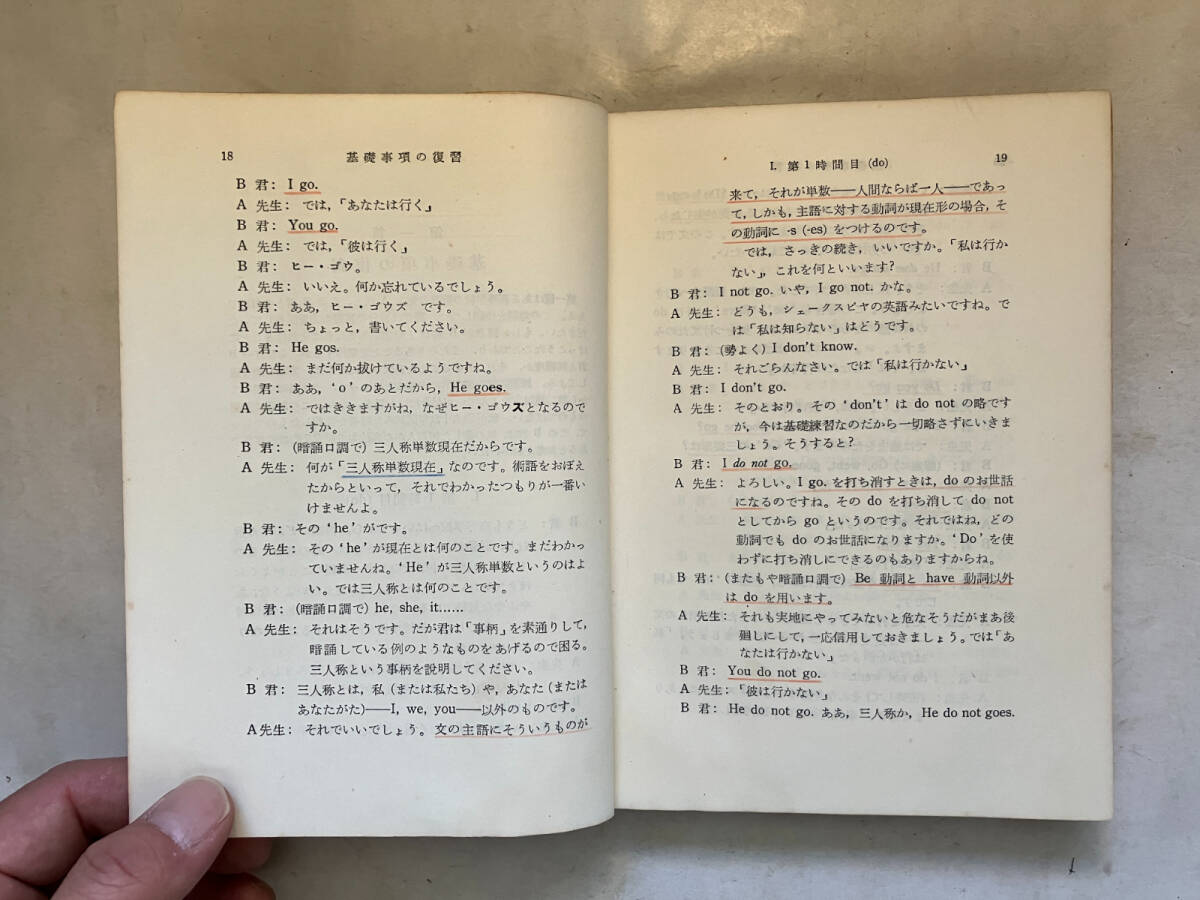 18 基礎事項の復習
B 君: I go.
A 先生: では,「あなたは行く」
B 君: You go.
A 先生: では,「彼は行く」
B 君: ヒー・ゴウ。
A 先生: いいえ。何か忘れているでしょう。
B 君: ああ, ヒー・ゴウズ です。
A 先生: ちょっと, 書いてください。
B 君: He gos.
A 先生: まだ何か抜けているようですね。
B 君: ああ, ‘o’ のあとだから, He goes.
A 先生: ではききますがね, なぜヒー・ゴウズとなるので
すか。
B 君: (暗誦口調で) 三人称単数現在だからです。
A 先生: 何が「三人称単数現在」なのです。術語をおぼえ
たからといって, それでわかったつもりが一番い
けませんよ。
B 君: その ‘he’ がです。
A 先生: その ‘he’ が現在とは何のことです。まだわかっ
ていませんね。‘He’ が三人称単数というのはよ
い。では三人称とは何のことです。
B 君: (暗誦口調で) he, she, it……
A 先生: それはそうです。だが君は「事柄」を素通りして,
暗誦している例のようなものをあげるので困る。
三人称という事柄を説明してください。
B 君: 三人称とは, 私 (または私たち) や, あなた (または
あなたがた)——I, we, you——以外のものです。
A先生: それでいいでしょう。文の主語にそういうものが
I. 第1時間目 (do) 19
来て, それが単数——人間ならば一人——であっ
て, しかも, 主語に対する動詞が現在形の場合, そ
の動詞に -s (-es) をつけるのです。
では, さっきの続き, いいですか。「私は行か
ない」, これを何といいます?
B 君: I not go. いや, I go not. かな。
A 先生: どうも, シェークスピヤの英語みたいですね。で
は「私は知らない」はどうです。
B 君: (勢よく) I don't know.
A 先生: それごらんなさい。では「私は行かない」
B 君: I don't go.
A 先生: そのとおり。その ‘don't’ は do not の略です
が, 今は基礎練習なのだから一切略さずにいきま
しょう。そうすると?
B 君: I do not go.
A 先生: よろしい。I go. を打ち消すときは, do のお世話
になるのですね。その do を打ち消して do not
としてから go というのです。それではね, どの
動詞でも do のお世話になりますか。‘Do’ を使
わずに打ち消しにできるのもありますからね。
B 君: (またもや暗誦口調で) Be 動詞と have 動詞以外
は do を用います。
A 先生: それも実地にやってみないと危なそうだがまあ後
廻しにして, 一応信用しておきましょう。では「あ
なたは行かない」
B 君: You do not go.
A 先生: 「彼は行かない」
B 君: He do not go. ああ, 三人称か, He do not goes.